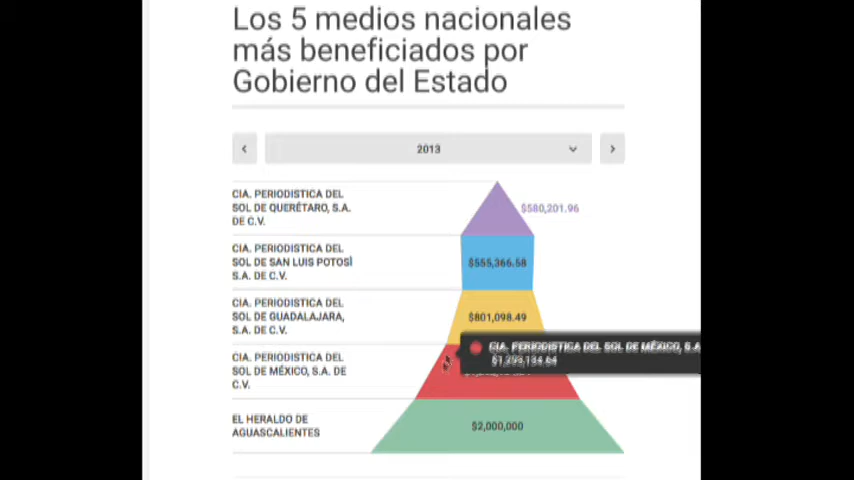 Los 5 medios nacionales
más beneficiados por
Gobierno del Estado
2013
CIA. PERIODISTICA DEL
SOL DE QUERÉTARO, S.A.
DE C.V.
$580,201.96
CIA. PERIODISTICA DEL
SOL DE SAN LUIS POTOSÍ
S.A. DE C.V.
$555,366.58
CIA. PERIODISTICA DEL
SOL DE GUADALAJARA,
S.A. DE C.V.
$801,098.49
CIA. PERIODISTICA DEL SOL DE MÉXICO, S.A
CIA. PERIODISTICA DEL
SOL DE MÉXICO, S.A. DE
C.V.
EL HERALDO DE
AGUASCALIENTES
$2,000,000